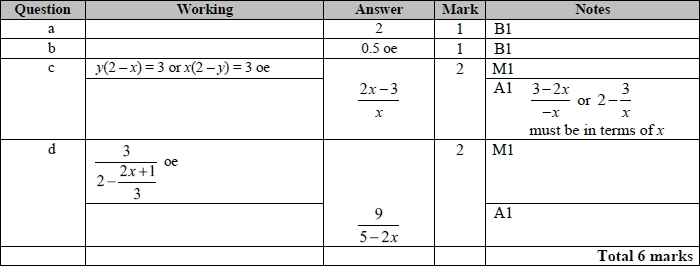 Question Working Answer Mark Notes
a 2 1 B1
b 0.5 oe 1 B1
c y(2 – x) = 3 or x(2 – y) = 3 oe 2 M1
(2x – 3)/x A1 (3 – 2x)/(–x) or 2 – 3/x
must be in terms of x
d 3/(2 – (2x + 1)/3) oe 2 M1
9/(5 – 2x) A1
Total 6 marks